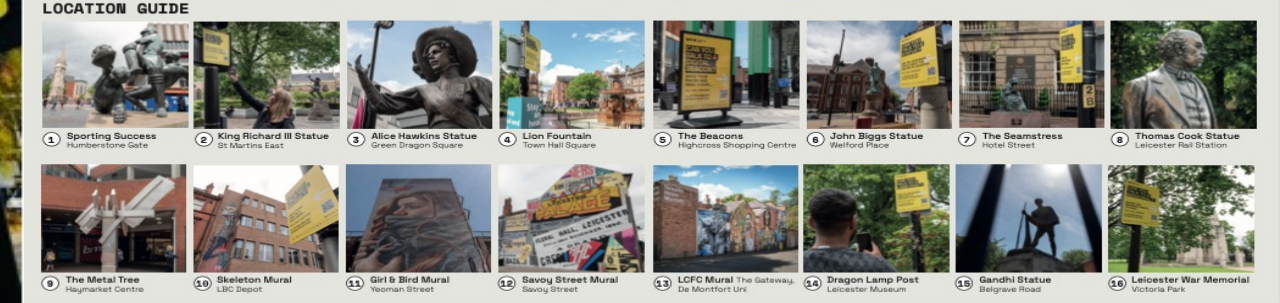 LOCATION GUIDE
1 Sporting Success
Humberstone Gate
2 King Richard III Statue
St Martins East
3 Alice Hawkins Statue
Green Dragon Square
4 Lion Fountain
Town Hall Square
5 The Beacons
Highcross Shopping Centre
6 John Biggs Statue
Welford Place
7 The Seamstress
Hotel Street
8 Thomas Cook Statue
Leicester Rail Station
9 The Metal Tree
Haymarket Centre
10 Skeleton Mural
LBC Depot
11 Girl & Bird Mural
Yeoman Street
12 Savoy Street Mural
Savoy Street
13 LCFC Mural The Gateway,
De Montfort Uni
14 Dragon Lamp Post
Leicester Museum
15 Gandhi Statue
Belgrave Road
16 Leicester War Memorial
Victoria Park